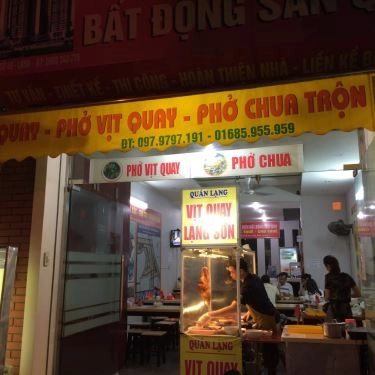 BẤT ĐỘNG SẢN
TƯ VẤN - THIẾT KẾ - THI CÔNG - HOÀN THIỆN NHÀ - LIỀN KỀ
QUAY - PHỞ VỊT QUAY - PHỞ CHUA TRỘN
ĐT: 097.9797.191 - 01685.955.959
PHỞ VỊT QUAY
PHỞ CHUA
QUÁN LẠNG
VỊT QUAY
LẠNG SƠN
QUÁN LẠNG
VỊT QUAY